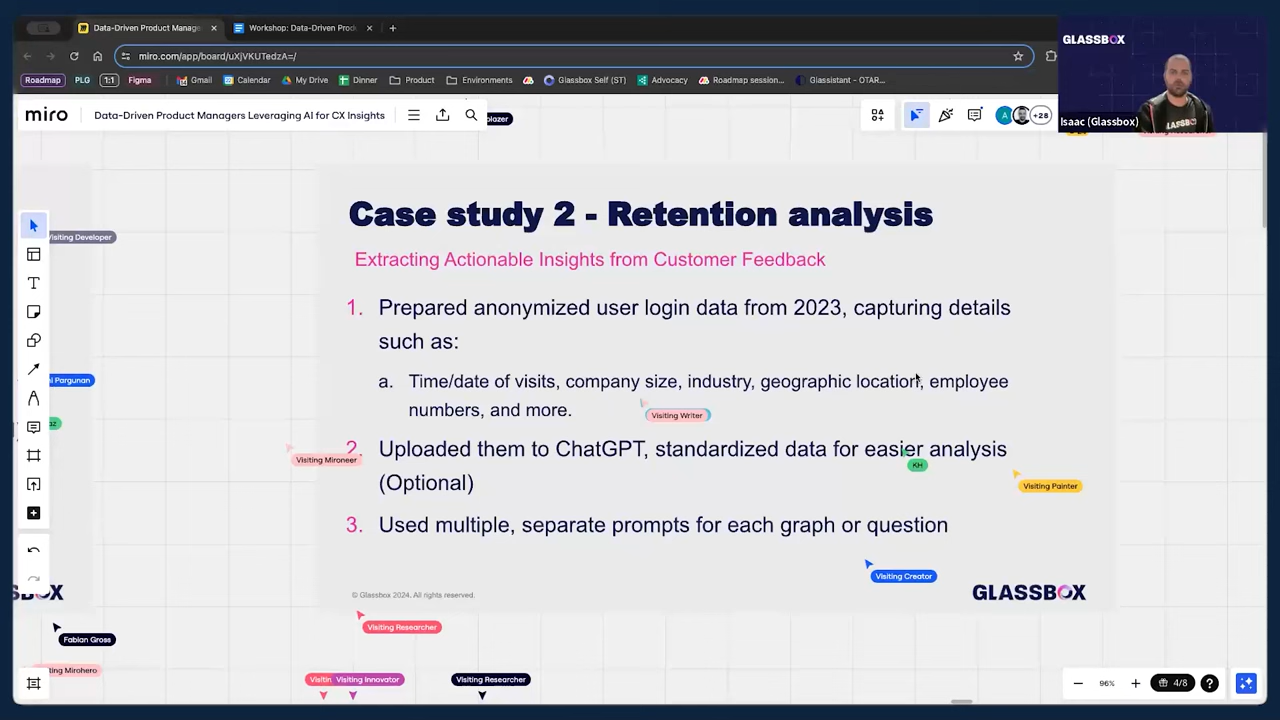 Data-Driven Product Manage
Workshop: Data-Driven Prod
miro.com/app/board/uXjVKUTedzA=/
Roadmap
PLG
1:1
Figma
Gmail
Calendar
My Drive
Dinner
Product
Environments
Roadmap session...
Glassbox Self (ST)
Advocacy
Glassistant - OTAR...
GLASSBOX
Isaac (Glassbox)
miro
Data-Driven Product Managers Leveraging AI for CX Insights
A
+28
Case study 2 - Retention analysis
Visiting Developer
Extracting Actionable Insights from Customer Feedback
1. Prepared anonymized user login data from 2023, capturing details
such as:
a. Time/date of visits, company size, industry, geographic location, employee
numbers, and more.
Pargunan
Visiting Writer
2. Uploaded them to ChatGPT, standardized data for easier analysis
(Optional)
Visiting Mironeer
KH
Visiting Painter
3. Used multiple, separate prompts for each graph or question
Visiting Creator
© Glassbox 2024. All rights reserved.
GLASSBOX
Visiting Researcher
Fabian Gross
ting Mirohero
Visitin
Visiting Innovator
Visiting Researcher
96%
4/8
?